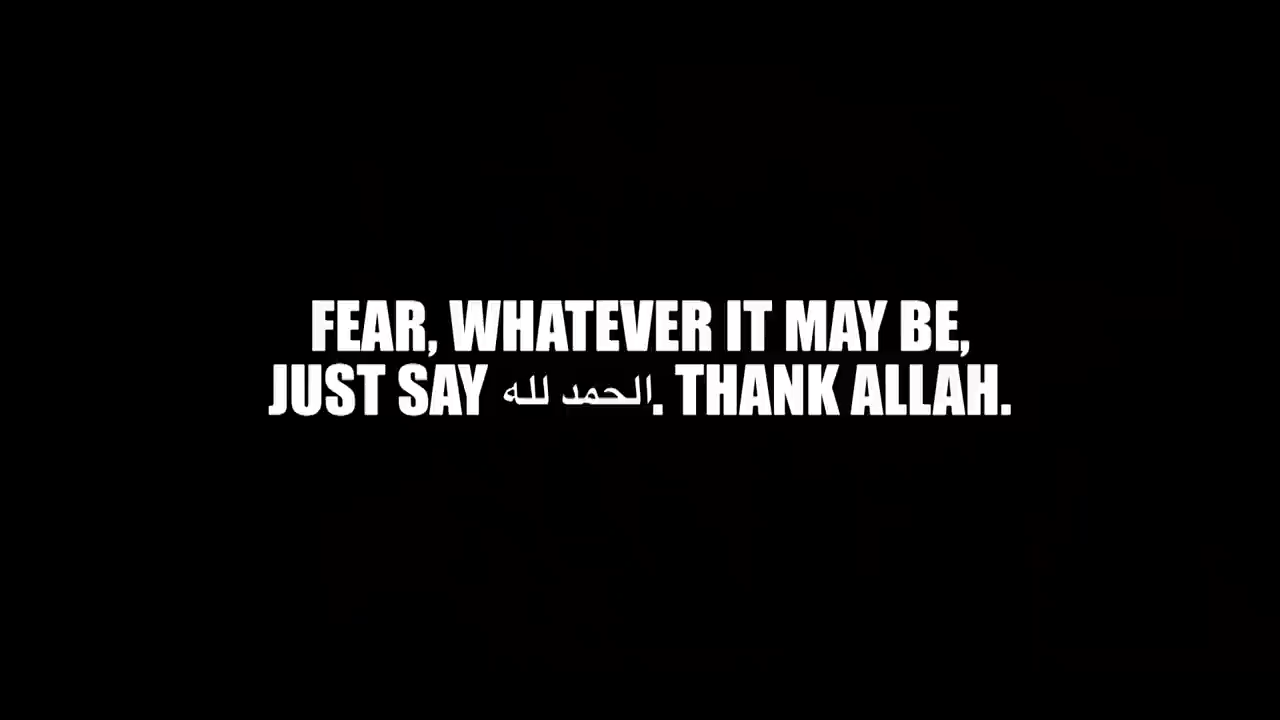 FEAR, WHATEVER IT MAY BE,
JUST SAY الحمد لله. THANK ALLAH.